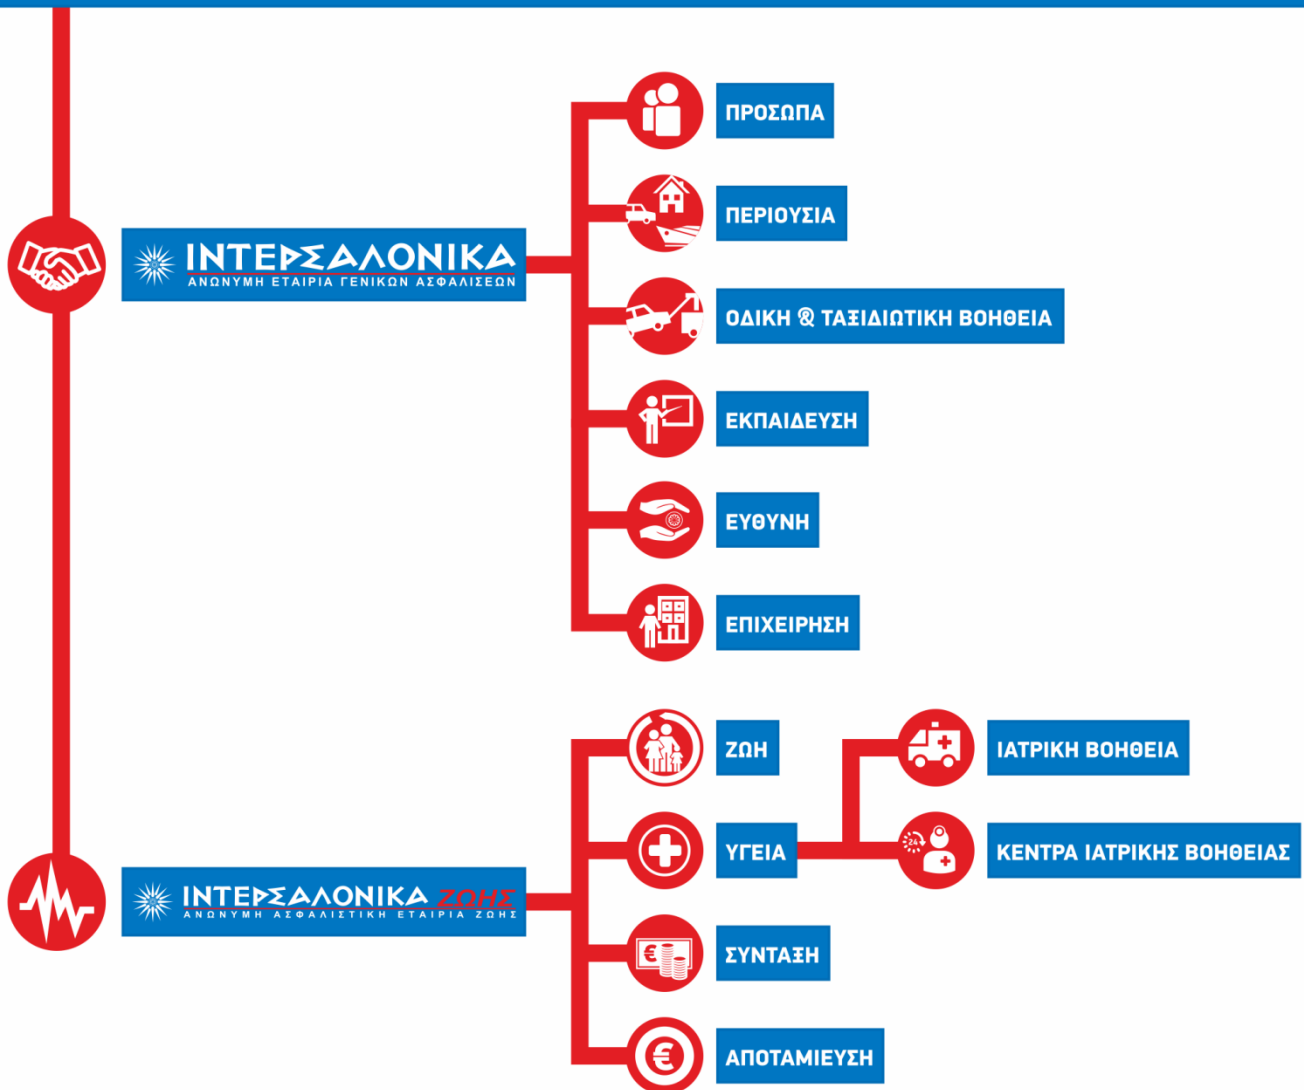 ΠΡΟΣΩΠΑ
ΠΕΡΙΟΥΣΙΑ
ΙΝΤΕΡΣΑΛΟΝΙΚΑ
ΑΝΩΝΥΜΗ ΕΤΑΙΡΙΑ ΓΕΝΙΚΩΝ ΑΣΦΑΛΙΣΕΩΝ
ΟΔΙΚΗ & ΤΑΞΙΔΙΩΤΙΚΗ ΒΟΗΘΕΙΑ
ΕΚΠΑΙΔΕΥΣΗ
ΕΥΘΥΝΗ
ΕΠΙΧΕΙΡΗΣΗ
ΖΩΗ
ΙΑΤΡΙΚΗ ΒΟΗΘΕΙΑ
ΥΓΕΙΑ
24
ΚΕΝΤΡΑ ΙΑΤΡΙΚΗΣ ΒΟΗΘΕΙΑΣ
ΙΝΤΕΡΣΑΛΟΝΙΚΑ ΖΩΗΣ
ΑΝΩΝΥΜΗ ΑΣΦΑΛΙΣΤΙΚΗ ΕΤΑΙΡΙΑ ΖΩΗΣ
€
ΣΥΝΤΑΞΗ
€
ΑΠΟΤΑΜΙΕΥΣΗ